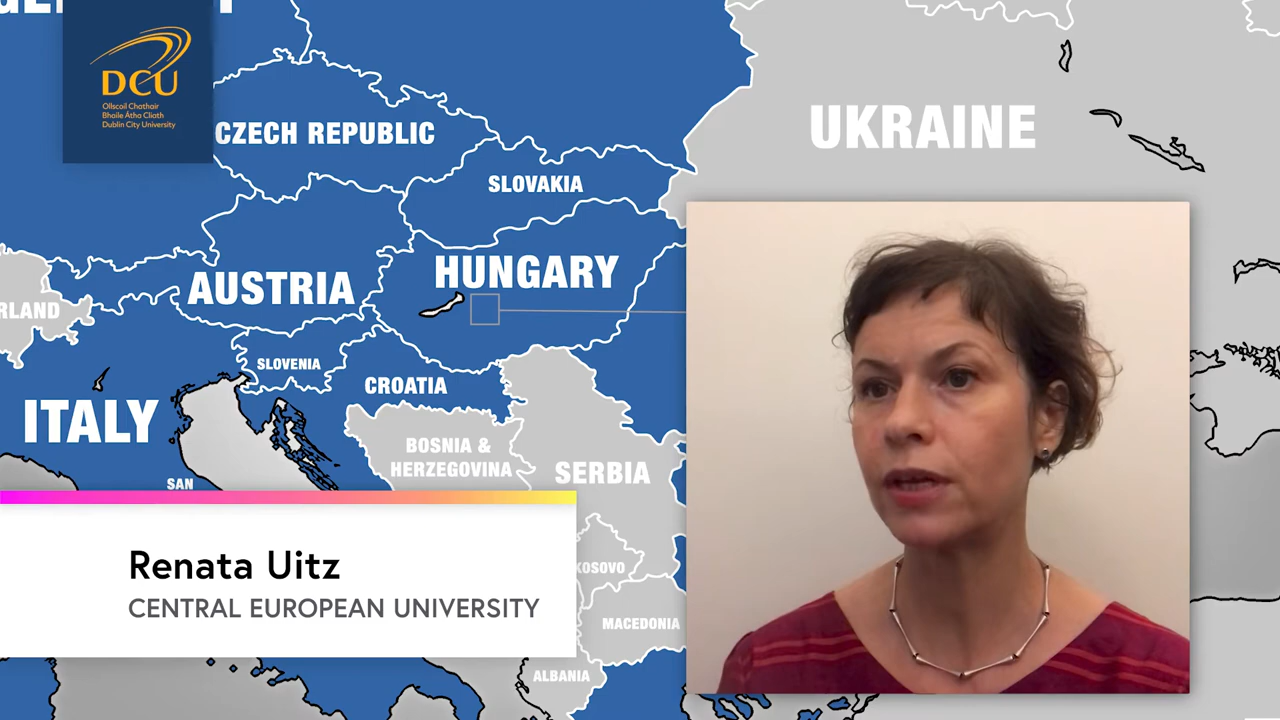 DCU
Ollscoil Chathair
Bhaile Átha Cliath
Dublin City University
CZECH REPUBLIC
UKRAINE
SLOVAKIA
HUNGARY
AUSTRIA
SLOVENIA
CROATIA
ITALY
BOSNIA &
HERZEGOVINA
SERBIA
SAN
Renata Uitz
CENTRAL EUROPEAN UNIVERSITY
KOSOVO
MACEDONIA
ALBANIA